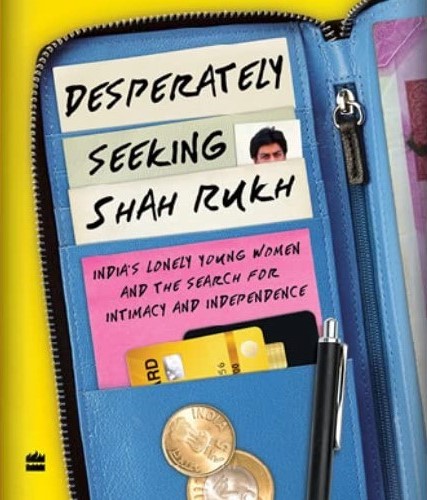 DESPERATELY
SEEKING
SHAH RUKH
INDIA'S LONELY YOUNG WOMEN
AND THE SEARCH FOR
INTIMACY AND INDEPENDENCE
ARD
INDIA